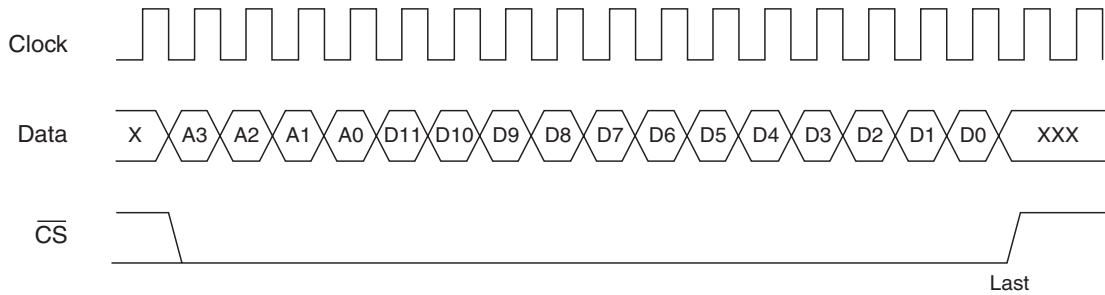 Clock
Data X A3 A2 A1 A0 D11 D10 D9 D8 D7 D6 D5 D4 D3 D2 D1 D0 XXX
CS
Last